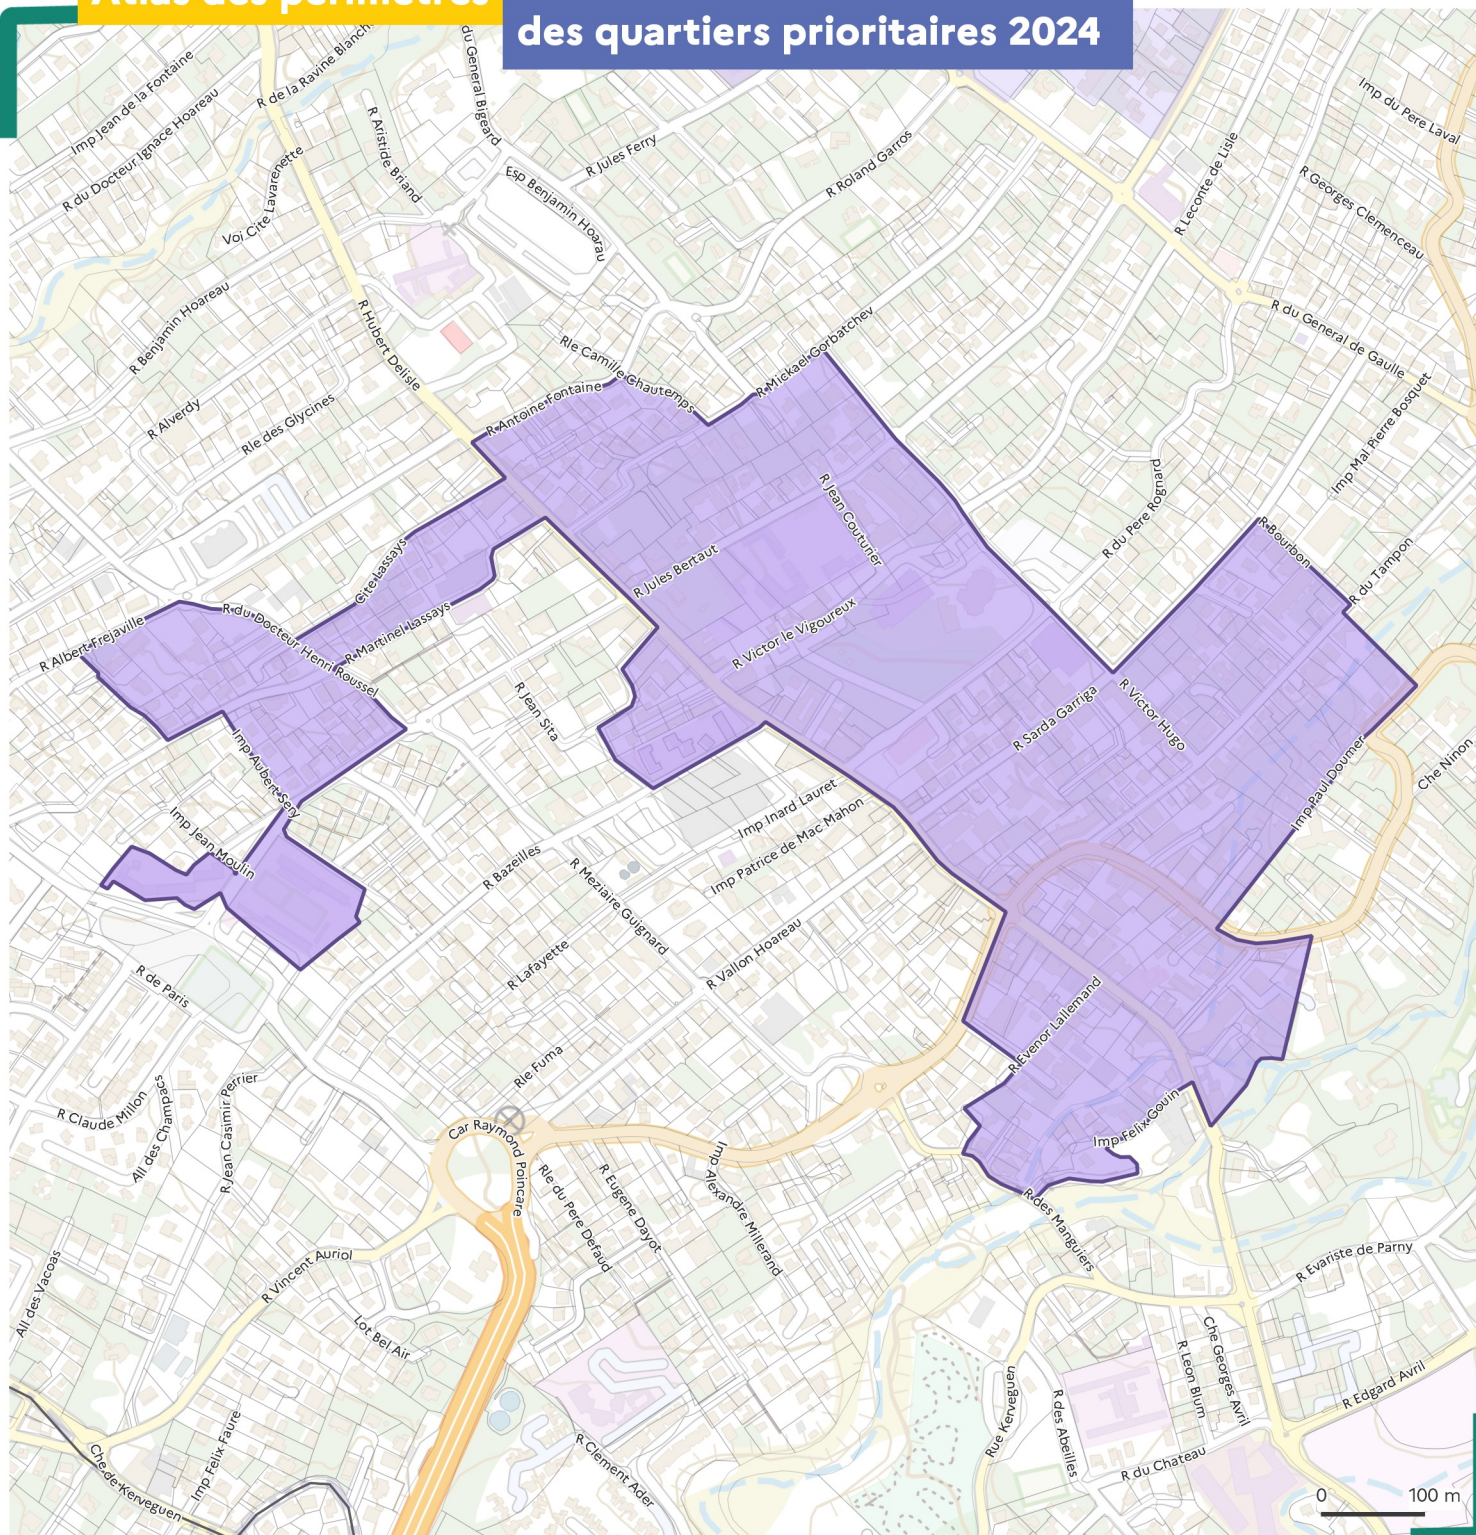 Atlas des périmètres
des quartiers prioritaires 2024
Imp Jean de la Fontaine
R du Docteur Ignace Hoareau
R de la Ravine Blanch
R Aristide Briand
du General Bigeard
Esp Benjamin Hoarau
R Jules Ferry
R Roland Garros
R Leconte de Lisle
Imp du Pere Laval
R Georges Clemenceau
Voi Cite Lavarenette
R Benjamin Hoareau
R Hubert Delisle
R du General de Gaulle
Imp Mal Pierre Bosquet
R Alverdy
Rle des Glycines
Rle Camille Chautemps
R Antoine Fontaine
R Mickael Gorbatchev
R Jean Couturier
R du Pere Rognard
R Bourbon
R du Tampon
Cite Lassays
R Jules Bertaut
R Victor le Vigoureux
R Albert Frejaville
R du Docteur Henri Roussel
R Martinel Lassays
R Jean Sita
R Sarda Garriga
R Victor Hugo
Imp Aubert Sery
Imp Paul Doumer
Che Ninon
Imp Jean Moulin
Imp Inard Lauret
Imp Patrice de Mac Mahon
R Bazeilles
R Meziaire Guignard
R Lafayette
R Vallon Hoareau
R de Paris
R Evenor Lallemand
Rle Fuma
R Claude Millon
All des Champacs
R Jean Casimir Perrier
Car Raymond Poincare
Imp Felix Gouin
Rle du Pere Defaud
R Eugene Dayot
Imp Alexandre Millerand
R des Manguiers
R Evariste de Parny
R Vincent Auriol
All des Vacoas
Lot Bel Air
Rue Kerveguen
R des Abeilles
R Leon Blum
Che Georges Avril
R Edgard Avril
R du Chateau
Imp Felix Faure
Che de Kerveguen
R Clement Ader
0 100 m